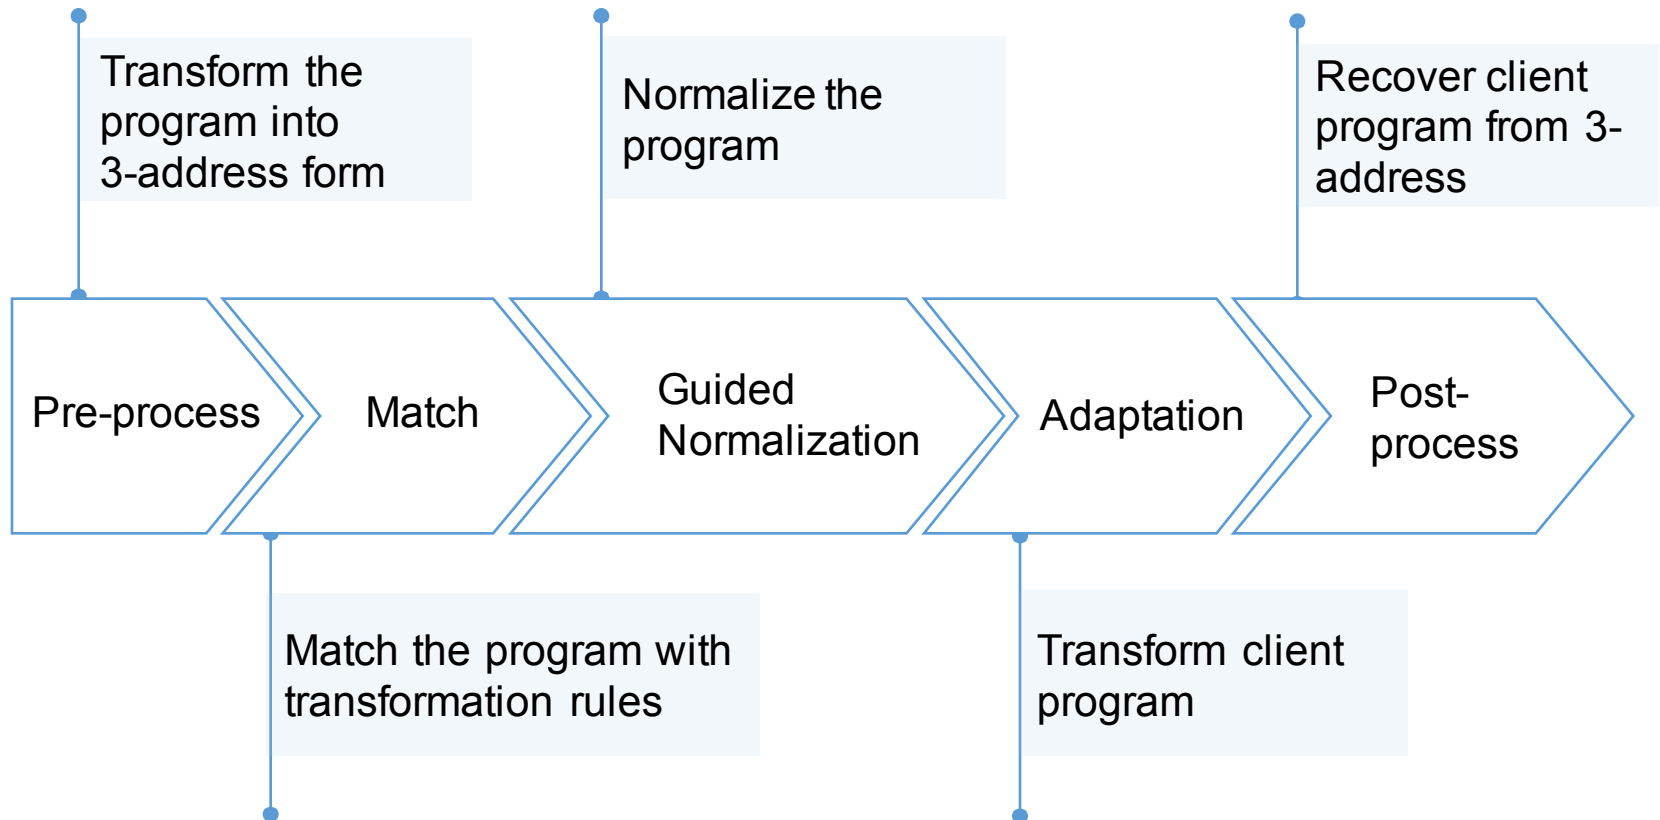 Transform the
program into
3-address form
Normalize the
program
Recover client
program from 3-
address
Pre-process
Match
Guided
Normalization
Adaptation
Post-
process
Match the program with
transformation rules
Transform client
program